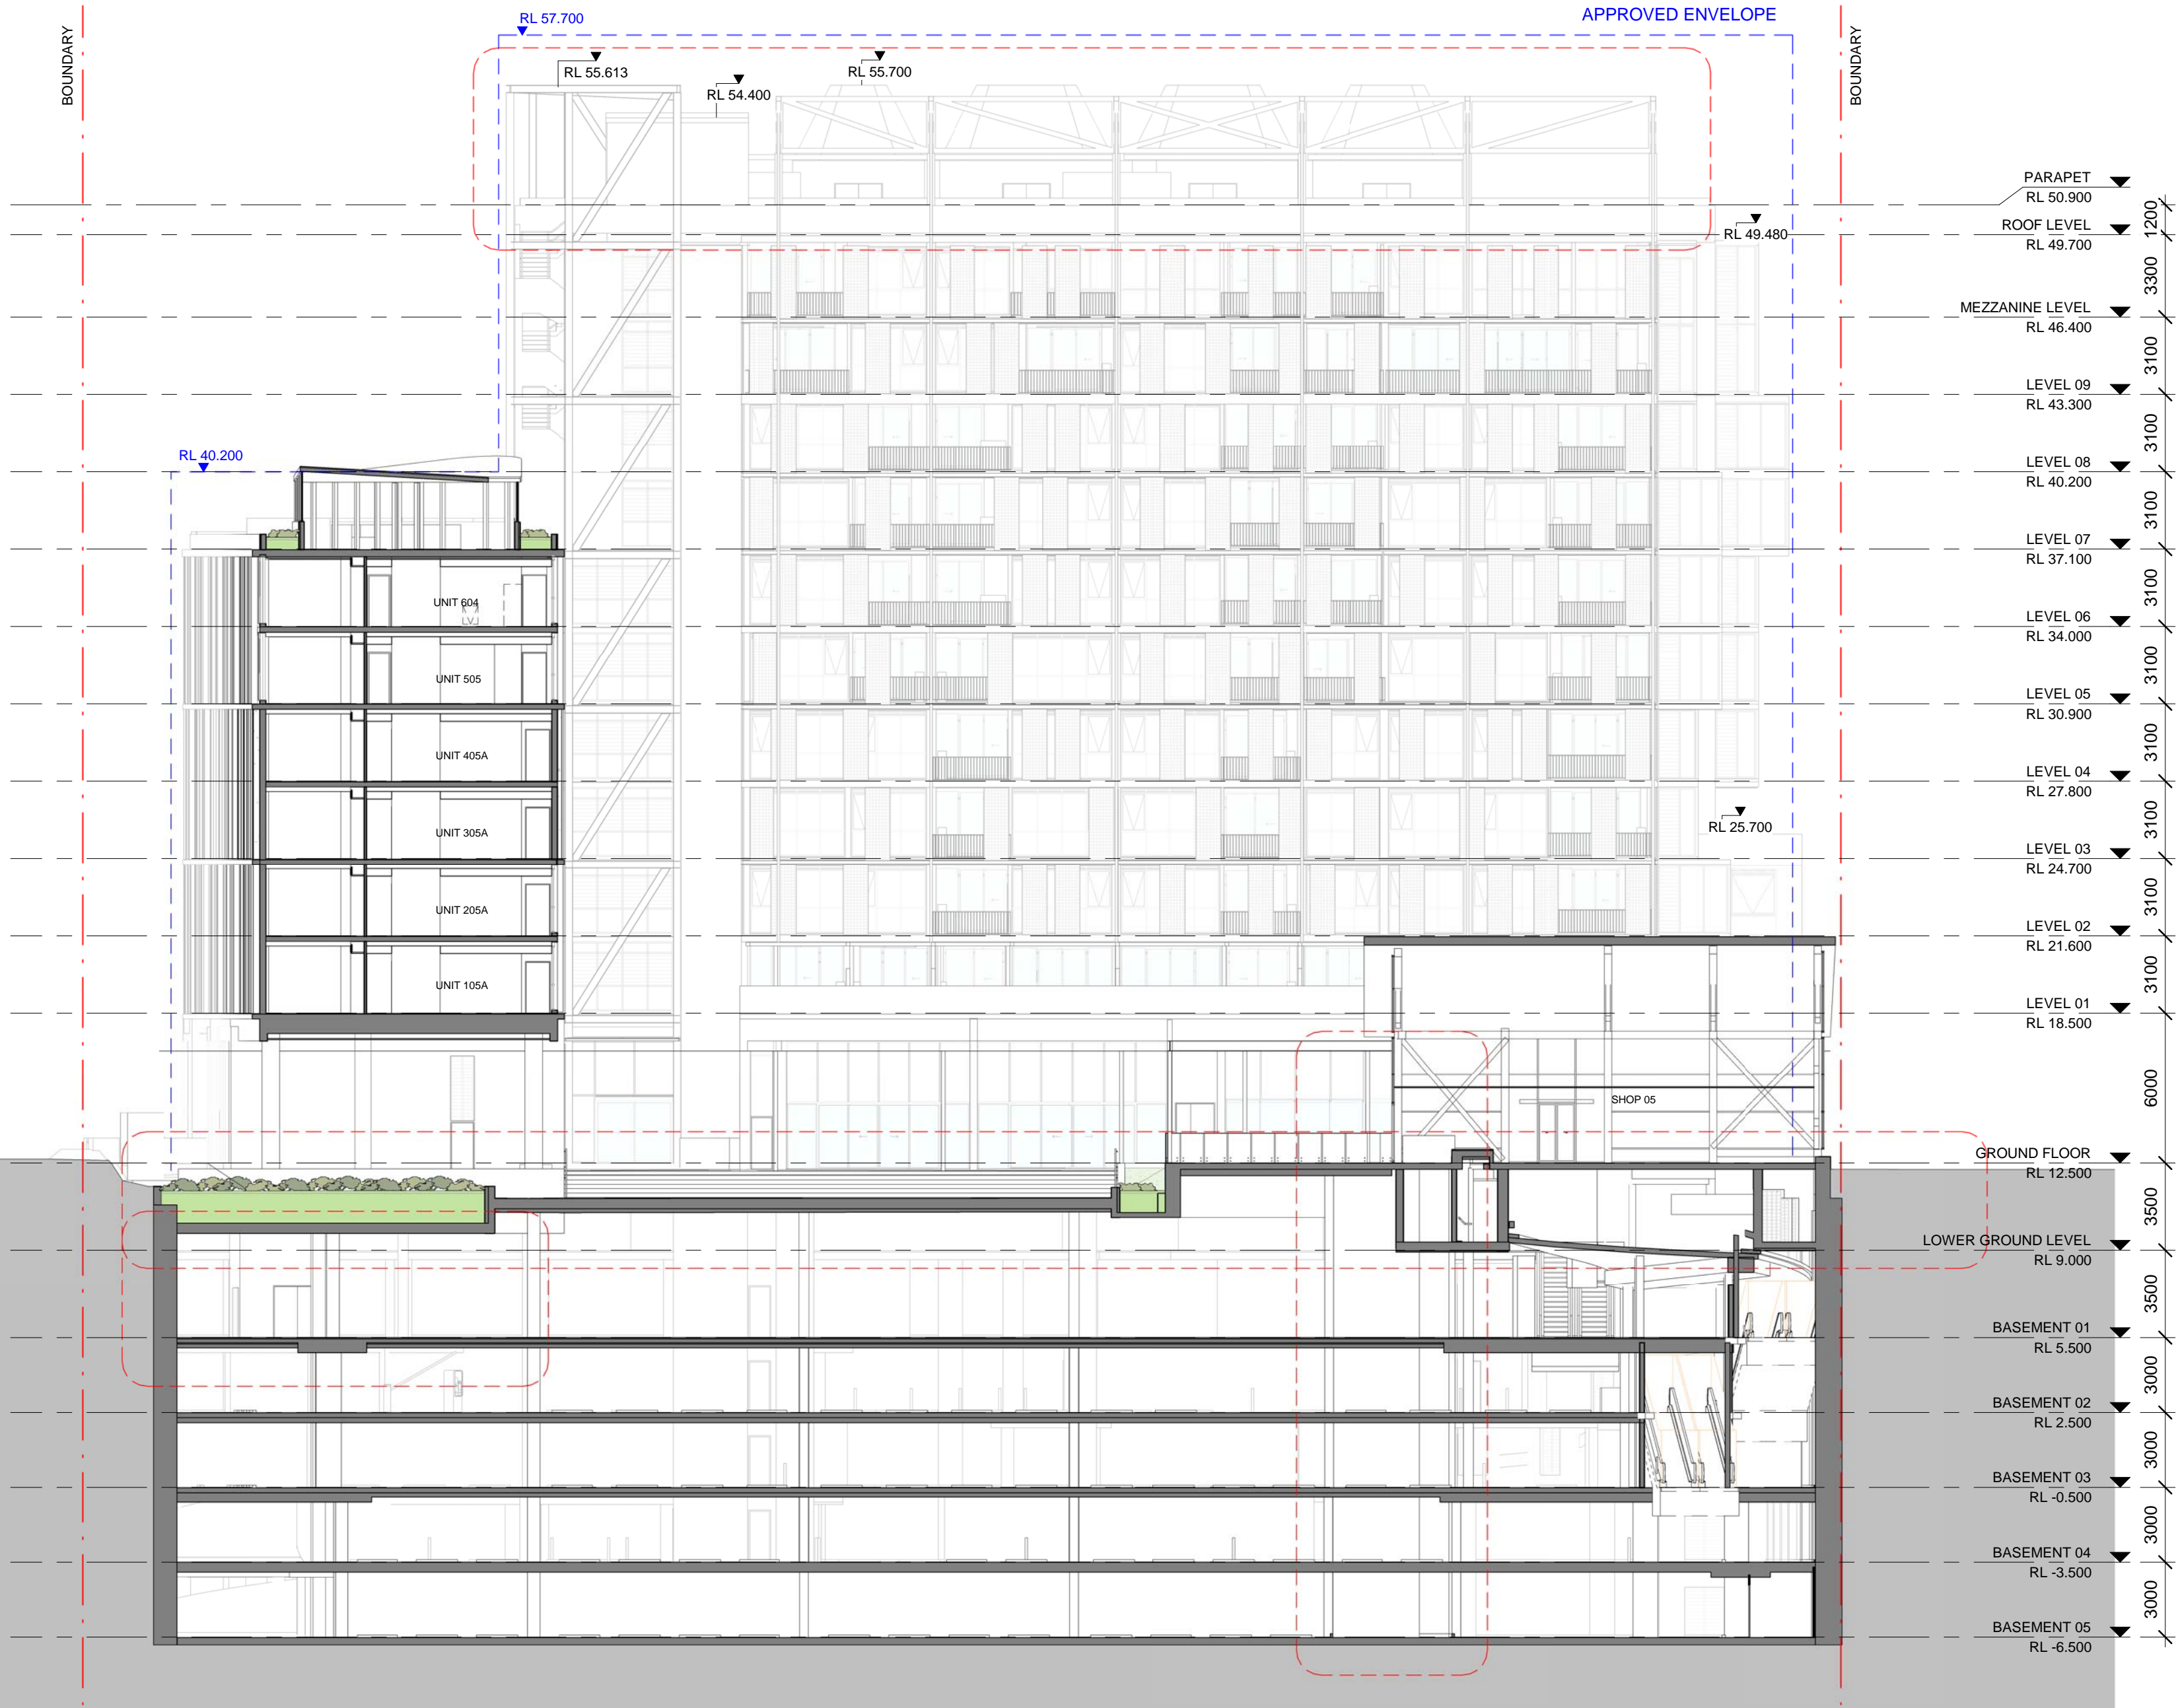 RL 57.700
APPROVED ENVELOPE
BOUNDARY
BOUNDARY
RL 55.613
RL 54.400
RL 55.700
PARAPET
RL 50.900
1200
RL 49.480
ROOF LEVEL
RL 49.700
3300
MEZZANINE LEVEL
RL 46.400
3100
LEVEL 09
RL 43.300
3100
RL 40.200
LEVEL 08
RL 40.200
3100
LEVEL 07
RL 37.100
3100
UNIT 604
LEVEL 06
RL 34.000
3100
UNIT 505
LEVEL 05
RL 30.900
3100
UNIT 405A
LEVEL 04
RL 27.800
3100
RL 25.700
UNIT 305A
LEVEL 03
RL 24.700
3100
UNIT 205A
LEVEL 02
RL 21.600
3100
UNIT 105A
LEVEL 01
RL 18.500
6000
SHOP 05
GROUND FLOOR
RL 12.500
3500
LOWER GROUND LEVEL
RL 9.000
3500
BASEMENT 01
RL 5.500
3000
BASEMENT 02
RL 2.500
3000
BASEMENT 03
RL -0.500
3000
BASEMENT 04
RL -3.500
3000
BASEMENT 05
RL -6.500